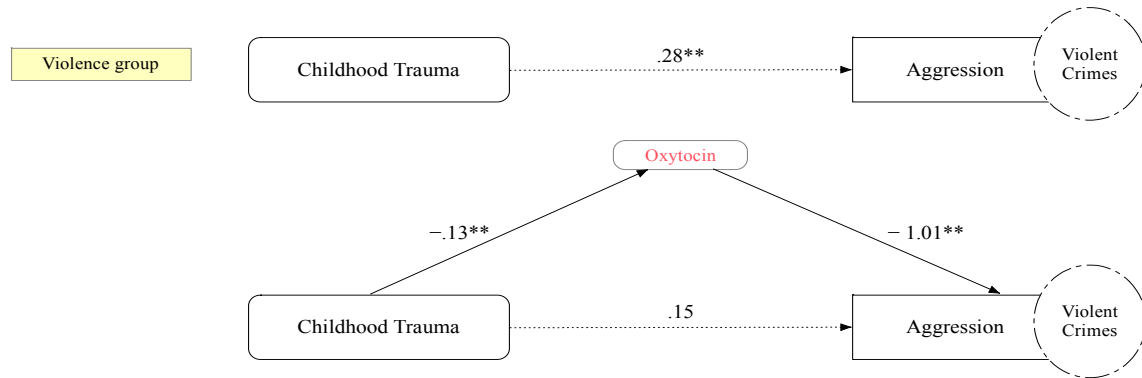 Violence group
Childhood Trauma
.28**
Aggression
Violent
Crimes
Oxytocin
−.13**
− 1.01**
Childhood Trauma
.15
Aggression
Violent
Crimes